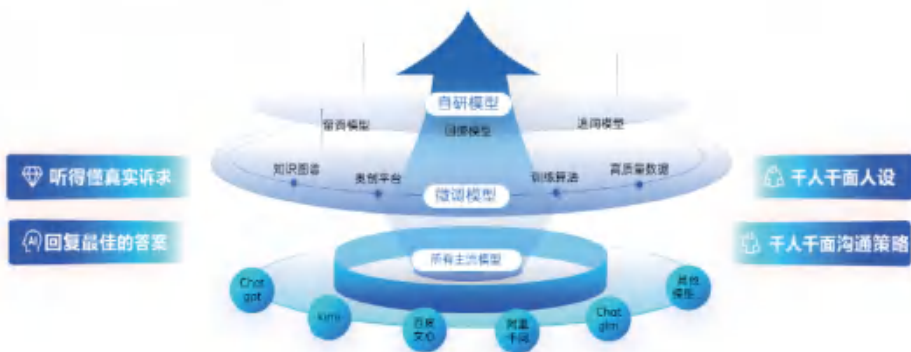 自研模型
留资模型
回复模型
追问模型
听得懂真实诉求
知识图谱
奥创平台
训练算法
高质量数据
千人千面人设
微调模型
AI
回复最佳的答案
所有主流模型
千人千面沟通策略
Chat
gpt
kimi
百度
文心
阿里
千问
Chat
glm
其他
模型